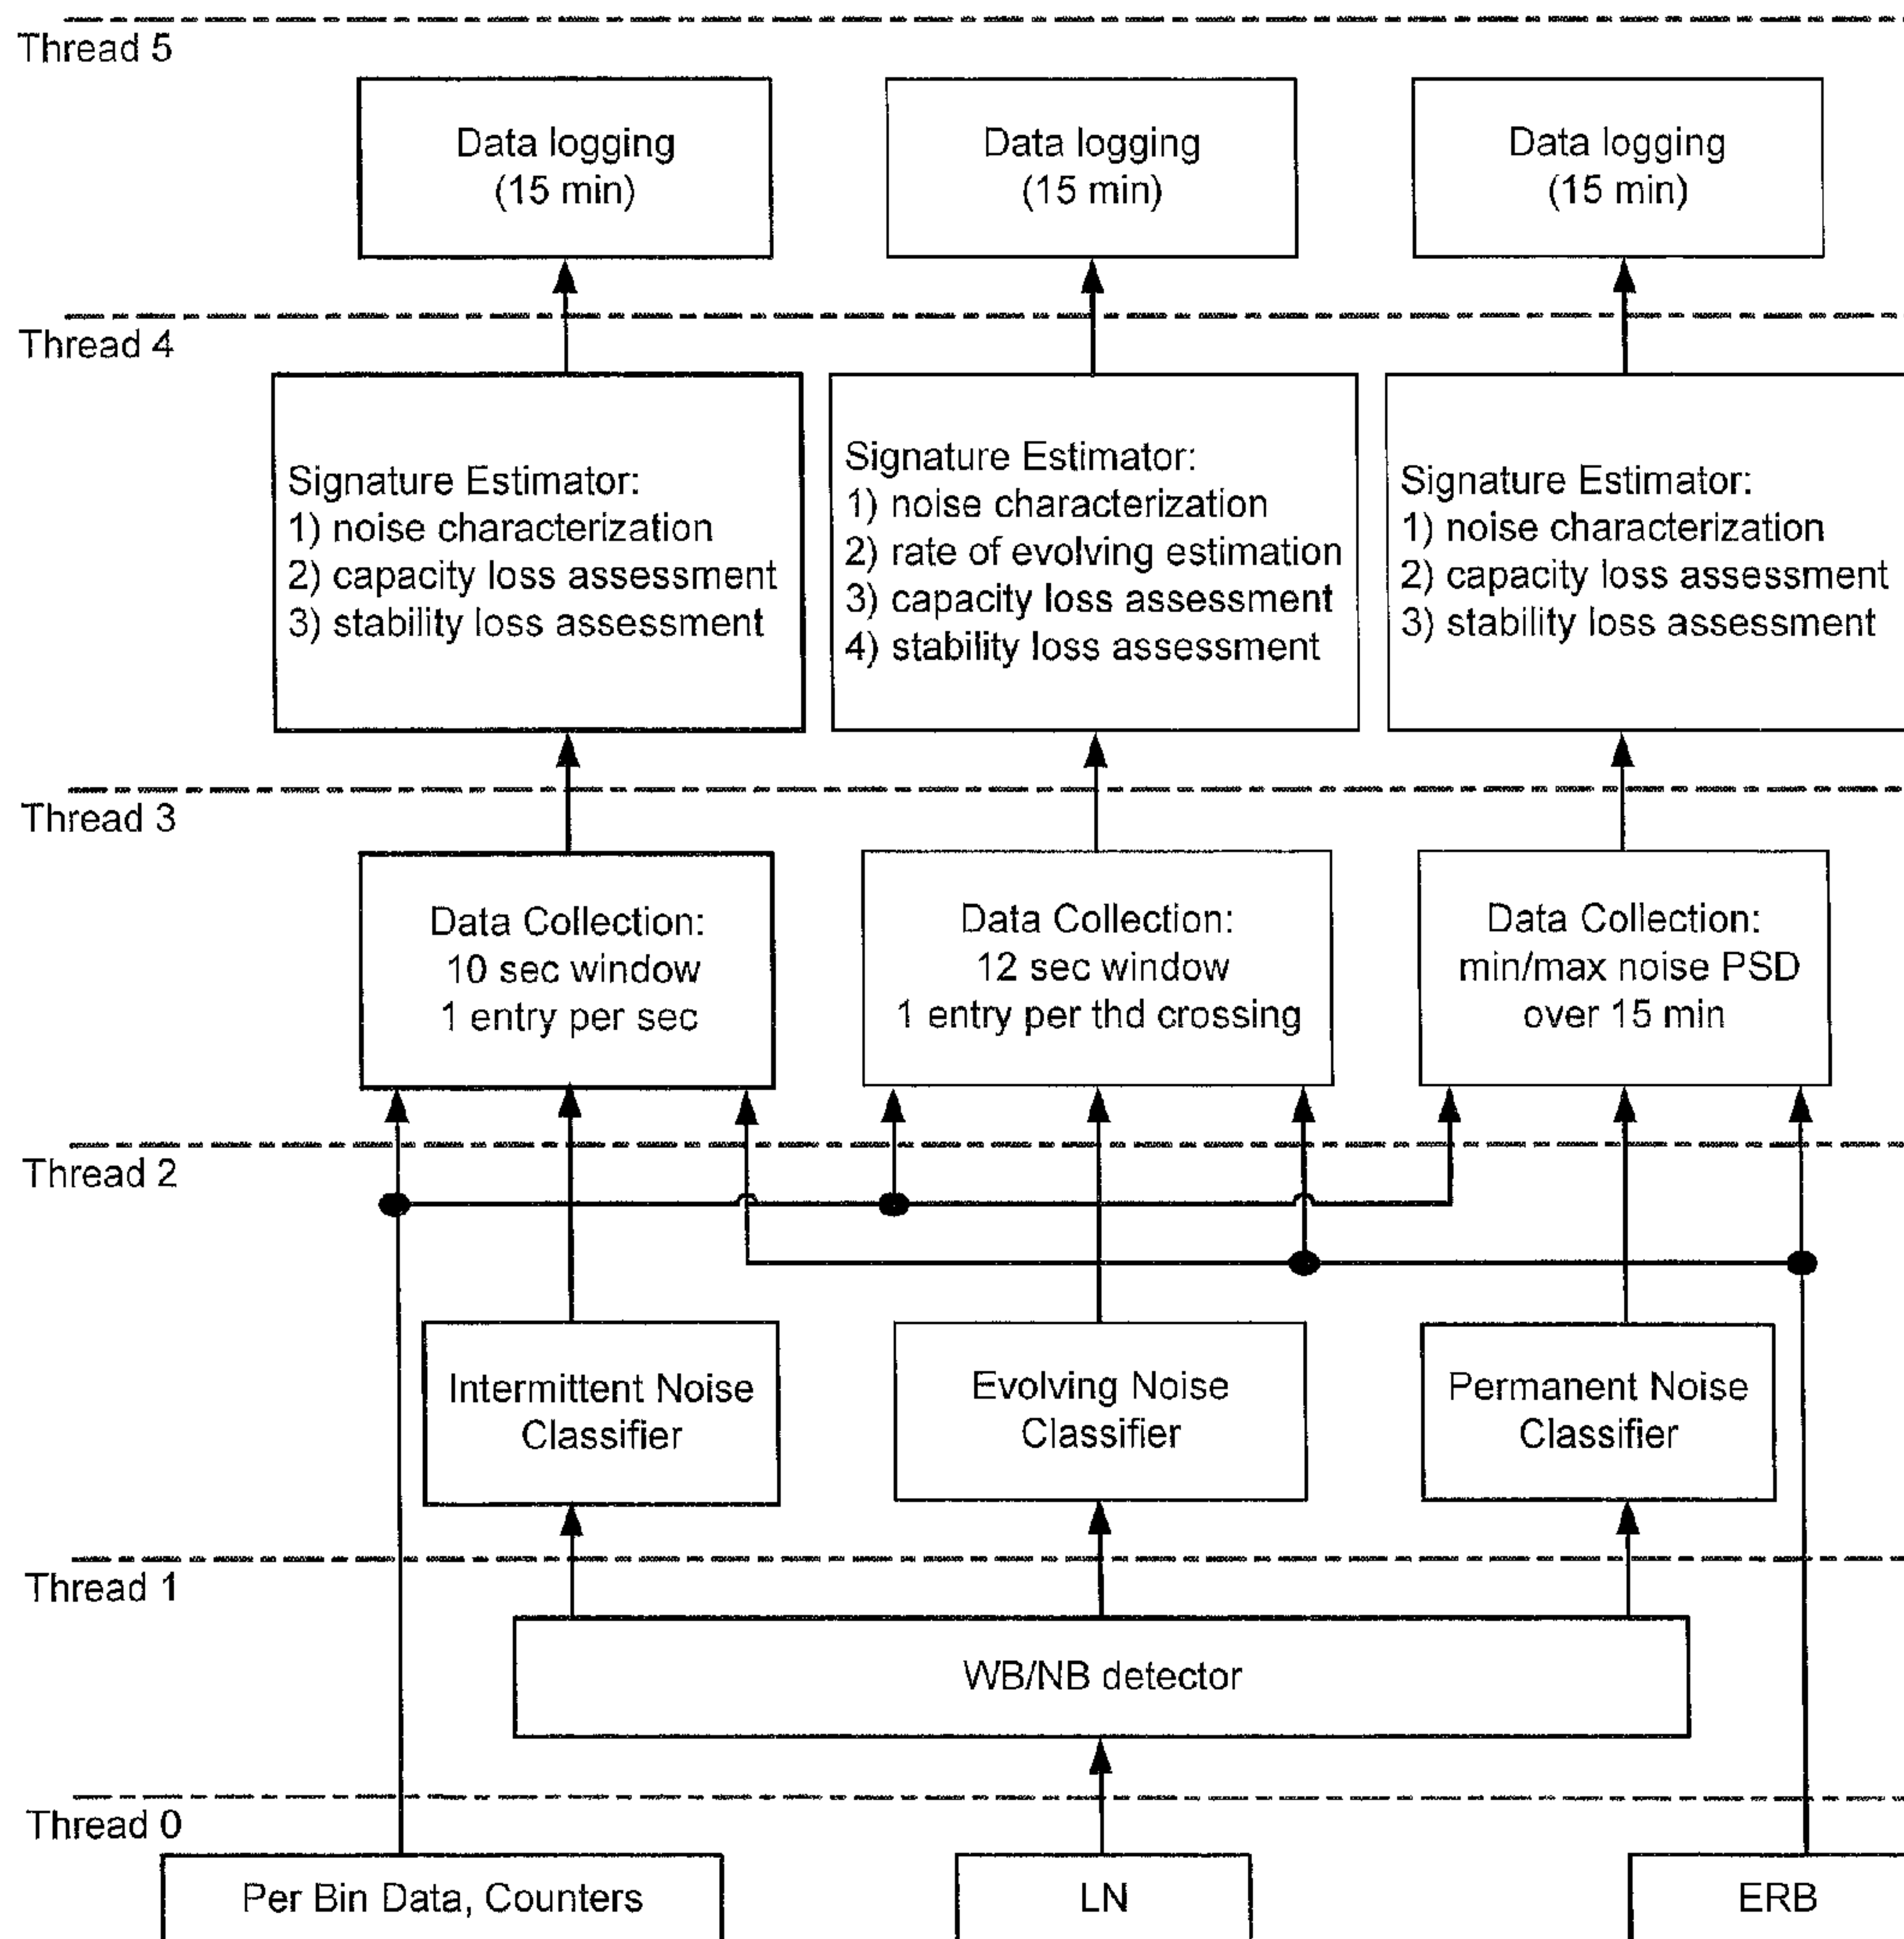 Thread 5
Data logging
(15 min)
Data logging
(15 min)
Data logging
(15 min)
Thread 4
Signature Estimator:
1) noise characterization
2) capacity loss assessment
3) stability loss assessment
Signature Estimator:
1) noise characterization
2) rate of evolving estimation
3) capacity loss assessment
4) stability loss assessment
Signature Estimator:
1) noise characterization
2) capacity loss assessment
3) stability loss assessment
Thread 3
Data Collection:
10 sec window
1 entry per sec
Data Collection:
12 sec window
1 entry per thd crossing
Data Collection:
min/max noise PSD
over 15 min
Thread 2
Intermittent Noise
Classifier
Evolving Noise
Classifier
Permanent Noise
Classifier
Thread 1
WB/NB detector
Thread 0
Per Bin Data, Counters
LN
ERB